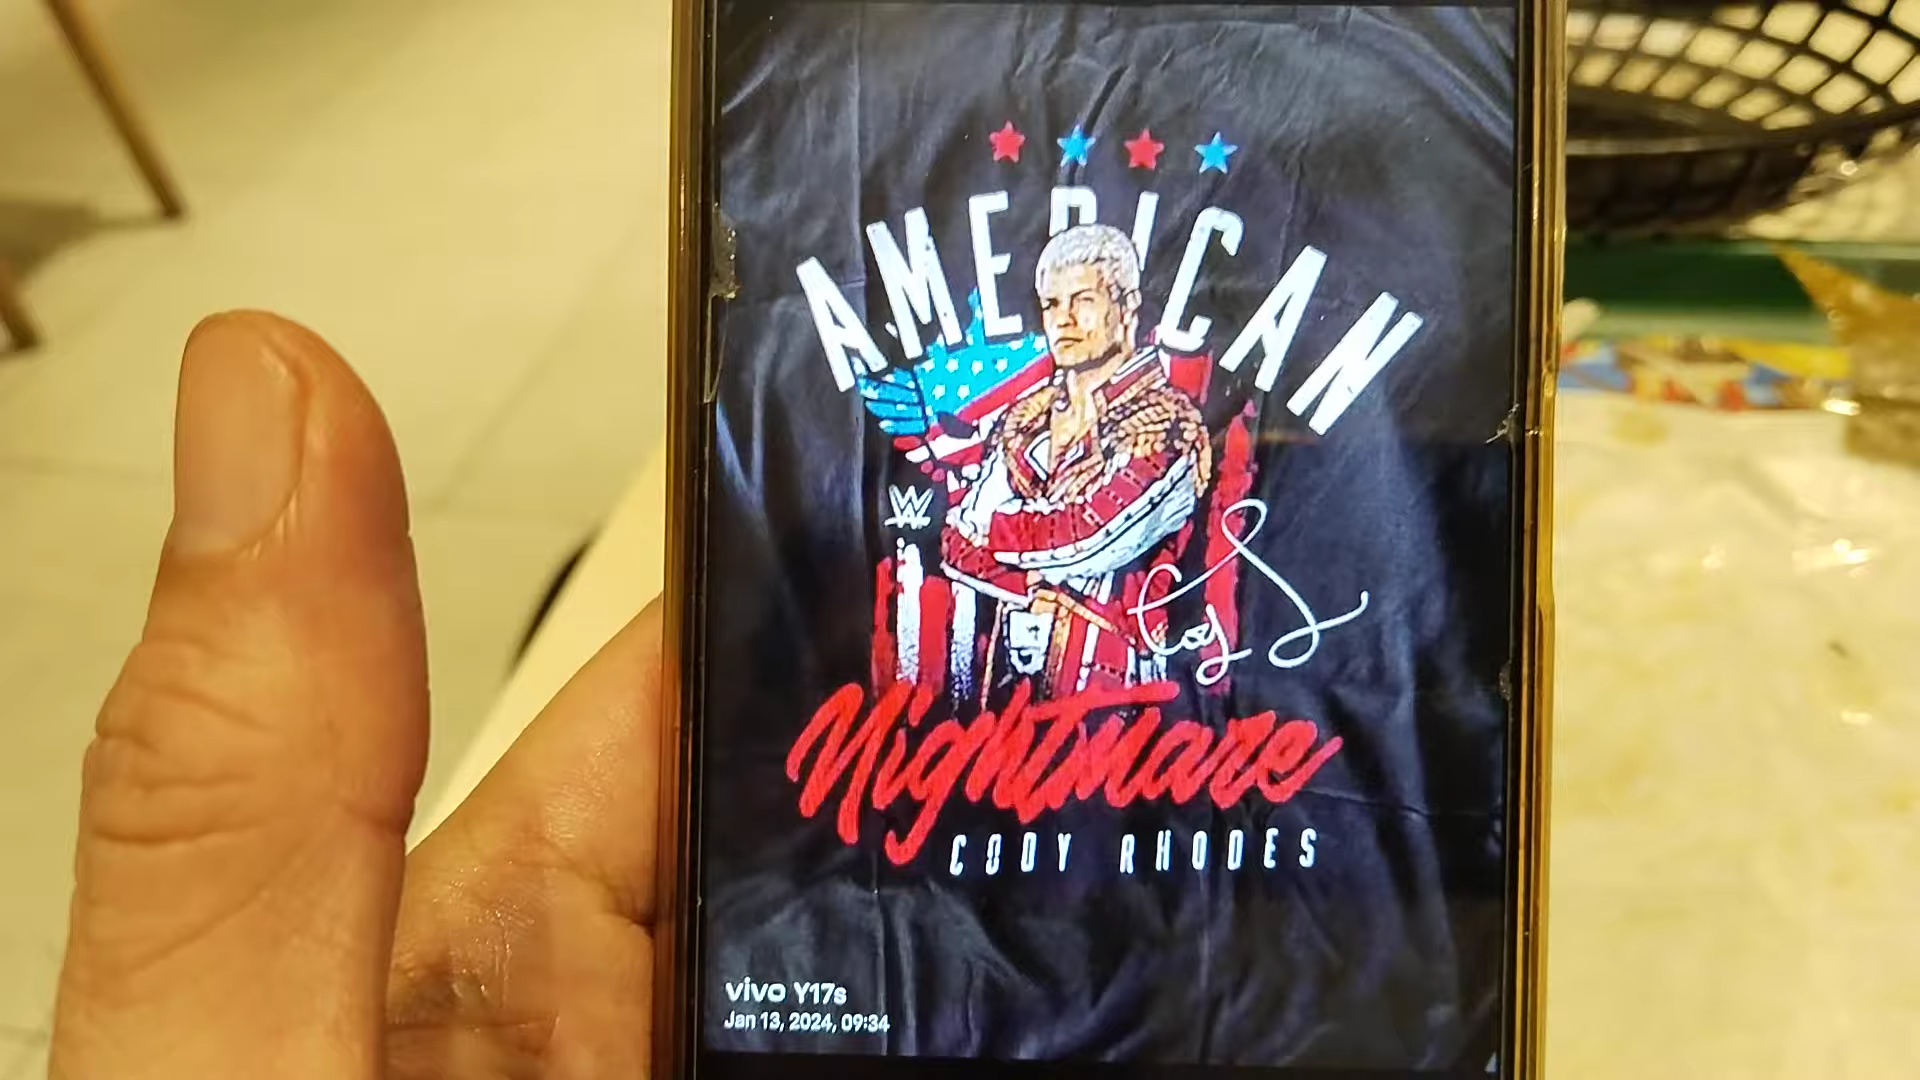 AMERICAN
W
Nightmare
CODY RHODES
vivo Y17s
Jan 13, 2024, 09:34